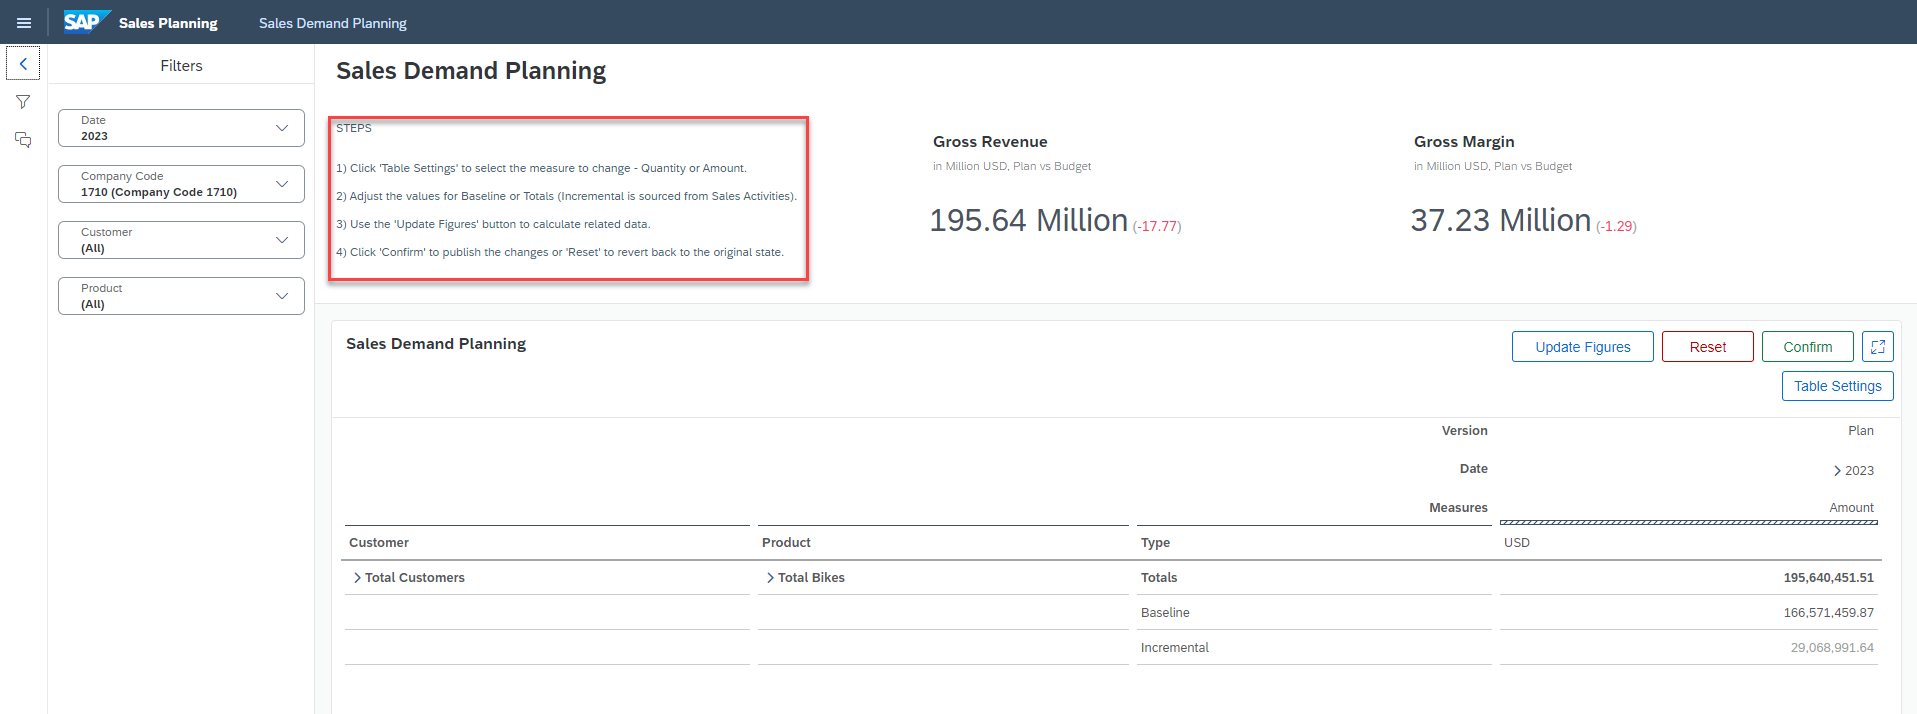 SAP Sales Planning Sales Demand Planning
Filters
Date
2023
Company Code
1710 (Company Code 1710)
Customer
(All)
Product
(All)
Sales Demand Planning
STEPS
1) Click 'Table Settings' to select the measure to change - Quantity or Amount.
2) Adjust the values for Baseline or Totals (Incremental is sourced from Sales Activities).
3) Use the 'Update Figures' button to calculate related data.
4) Click 'Confirm' to publish the changes or 'Reset' to revert back to the original state.
Gross Revenue
in Million USD, Plan vs Budget
195.64 Million (-17.77)
Gross Margin
in Million USD, Plan vs Budget
37.23 Million (-1.29)
Sales Demand Planning
Update Figures Reset Confirm
Table Settings
Version Plan
Date 2023
Measures Amount
Customer Product Type USD
Total Customers Total Bikes Totals 195,640,451.51
Baseline 166,571,459.87
Incremental 29,068,991.64